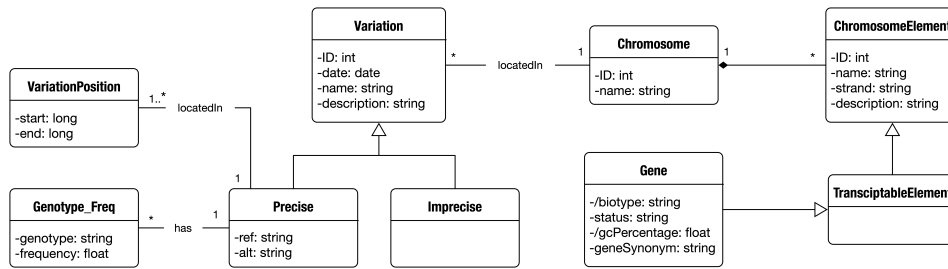 Variation
-ID: int
-date: date
-name: string
-description: string
*
locatedIn
1
Chromosome
-ID: int
-name: string
1
*
ChromosomeElement
-ID: int
-name: string
-strand: string
-description: string
VariationPosition
-start: long
-end: long
1..*
locatedIn
1
Genotype_Freq
-genotype: string
-frequency: float
*
has
1
Precise
-ref: string
-alt: string
Imprecise
Gene
-/biotype: string
-status: string
-/gcPercentage: float
-geneSynonym: string
TransciptableElement